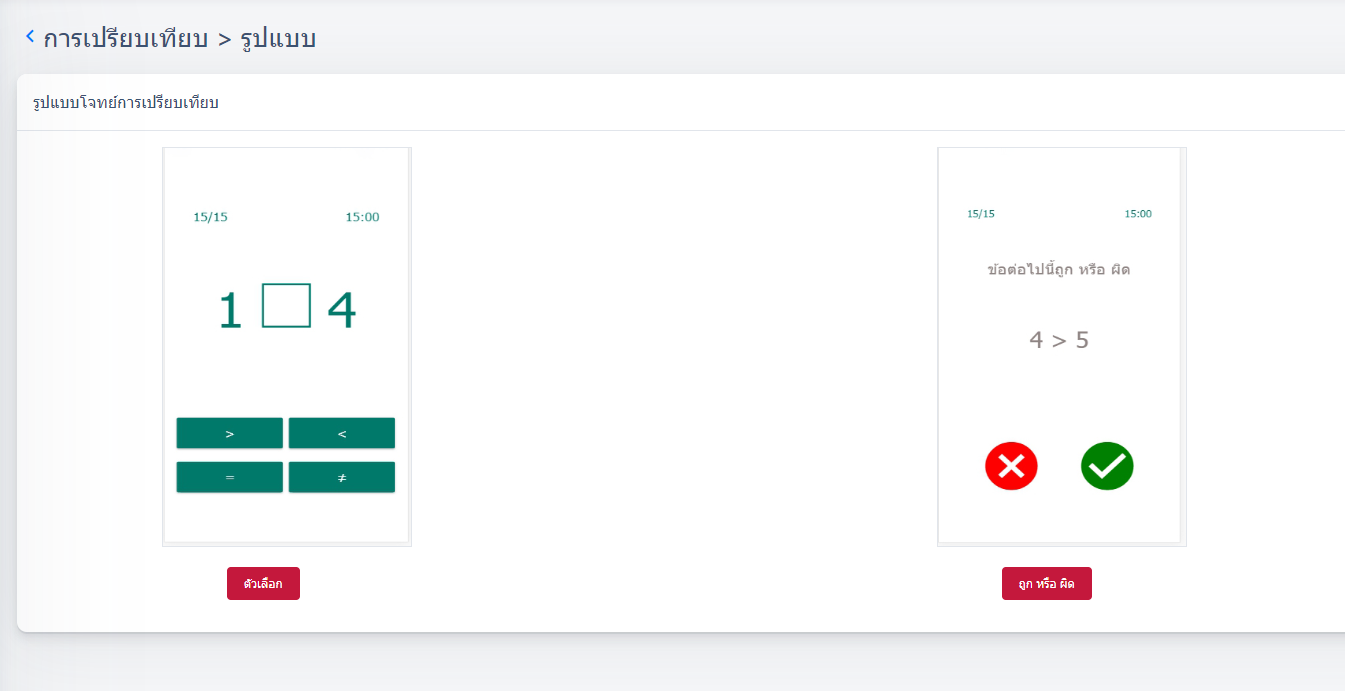 การเปรียบเทียบ > รูปแบบ
รูปแบบโจทย์การเปรียบเทียบ
15/15 15:00
1 4
> <
= ≠
ตัวเลือก
15/15 15:00
ข้อต่อไปนี้ถูก หรือ ผิด
4 > 5
ถูก หรือ ผิด